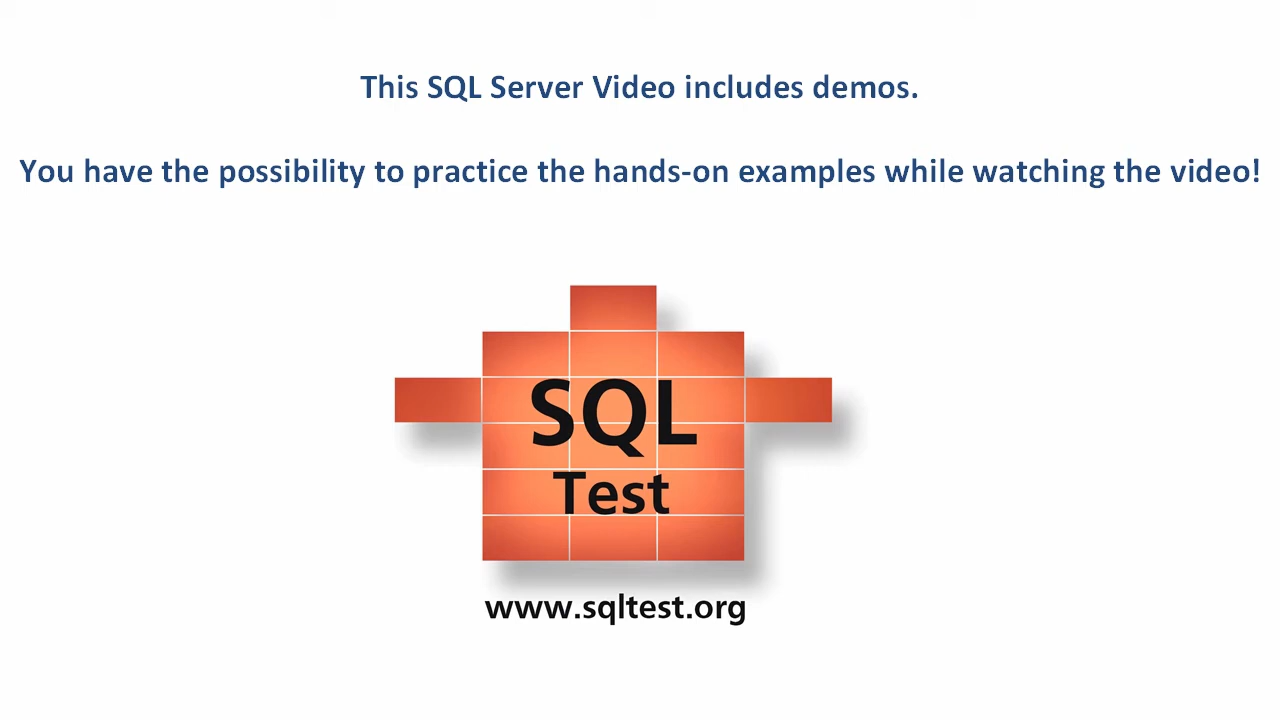 This SQL Server Video includes demos.
You have the possibility to practice the hands-on examples while watching the video!
SQL
Test
www.sqltest.org